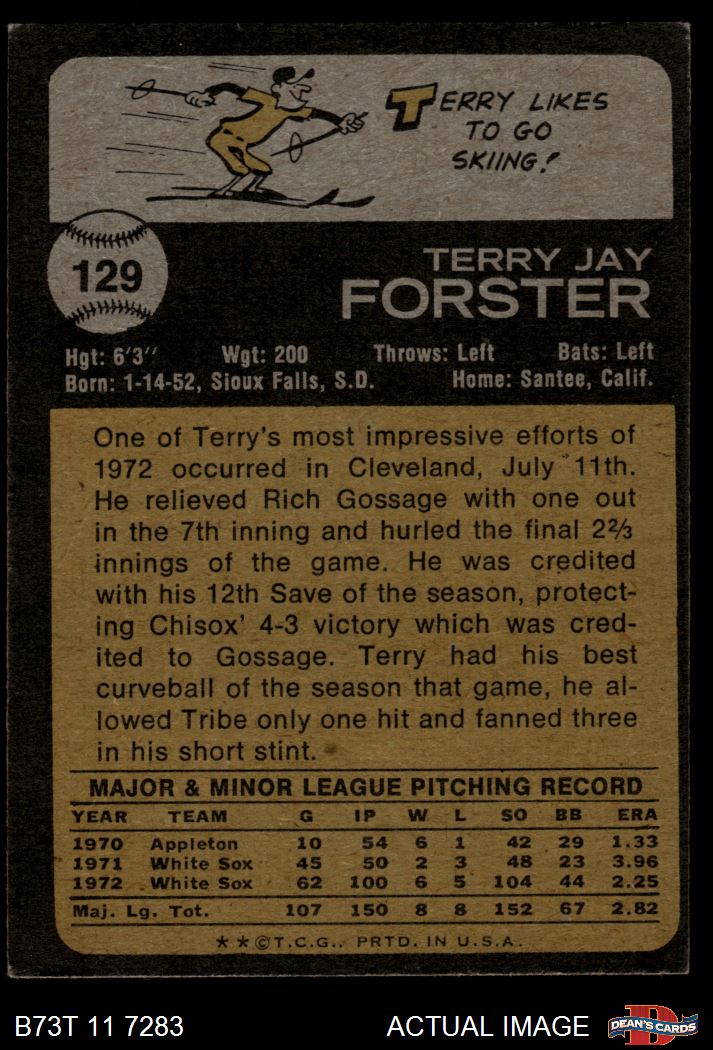 TERRY LIKES
TO GO
SKIING!
129
TERRY JAY
FORSTER
Hgt: 6'3" Wgt: 200 Throws: Left Bats: Left
Born: 1-14-52, Sioux Falls, S.D. Home: Santee, Calif.
One of Terry's most impressive efforts of
1972 occurred in Cleveland, July 11th.
He relieved Rich Gossage with one out
in the 7th inning and hurled the final 2⅔
innings of the game. He was credited
with his 12th Save of the season, protect-
ing Chisox' 4-3 victory which was cred-
ited to Gossage. Terry had his best
curveball of the season that game, he al-
lowed Tribe only one hit and fanned three
in his short stint.
MAJOR & MINOR LEAGUE PITCHING RECORD
YEAR TEAM G IP W L SO BB ERA
1970 Appleton 10 54 6 1 42 29 1.33
1971 White Sox 45 50 2 3 48 23 3.96
1972 White Sox 62 100 6 5 104 44 2.25
Maj. Lg. Tot. 107 150 8 8 152 67 2.82
★★©T.C.G.. PRTD. IN U.S.A.
B73T 11 7283 ACTUAL IMAGE D DEAN'S CARDS